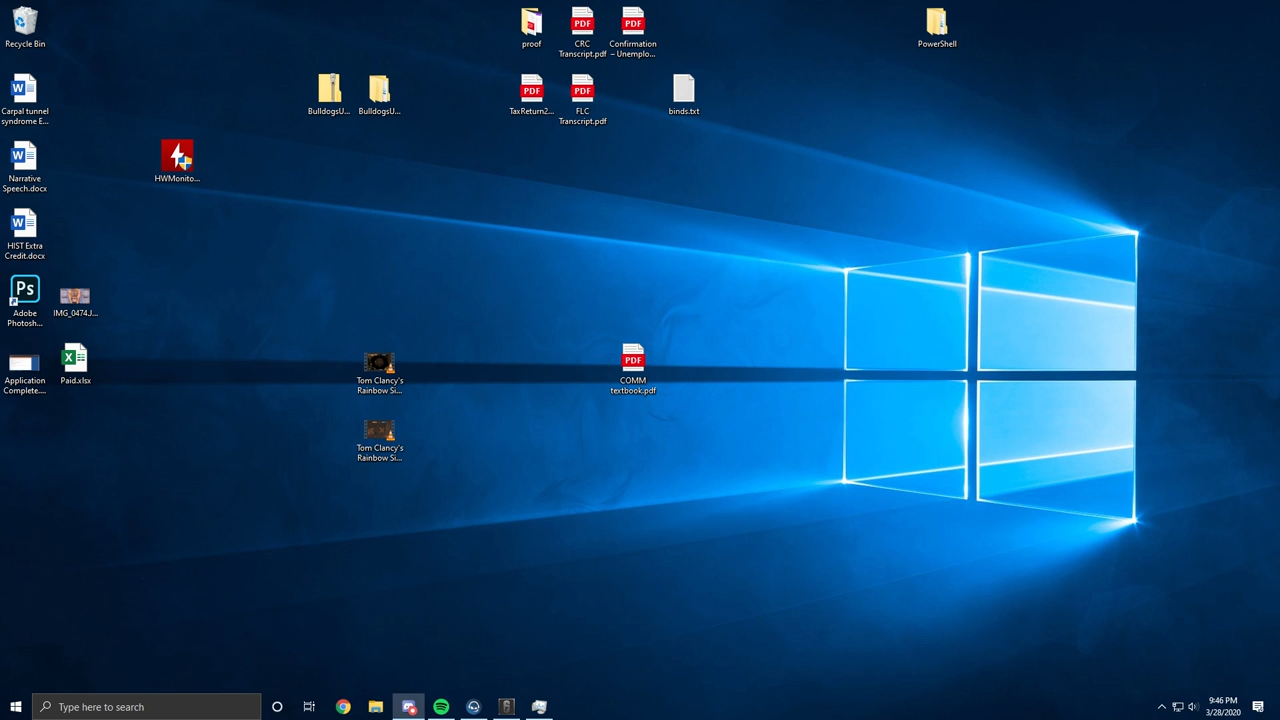 Recycle Bin
proof
PDF
CRC
Transcript.pdf
PDF
Confirmation
– Unemplo...
PowerShell
W
Carpal tunnel
syndrome E...
BulldogsU...
BulldogsU...
PDF
TaxReturn2...
PDF
FLC
Transcript.pdf
binds.txt
W
Narrative
Speech.docx
HWMonito...
W
HIST Extra
Credit.docx
Ps
Adobe
Photosh...
IMG_0474.J...
Application
Complete....
X
Paid.xlsx
Tom Clancy's
Rainbow Si...
PDF
COMM
textbook.pdf
Tom Clancy's
Rainbow Si...
Type here to search
9:46 PM
3/28/2020